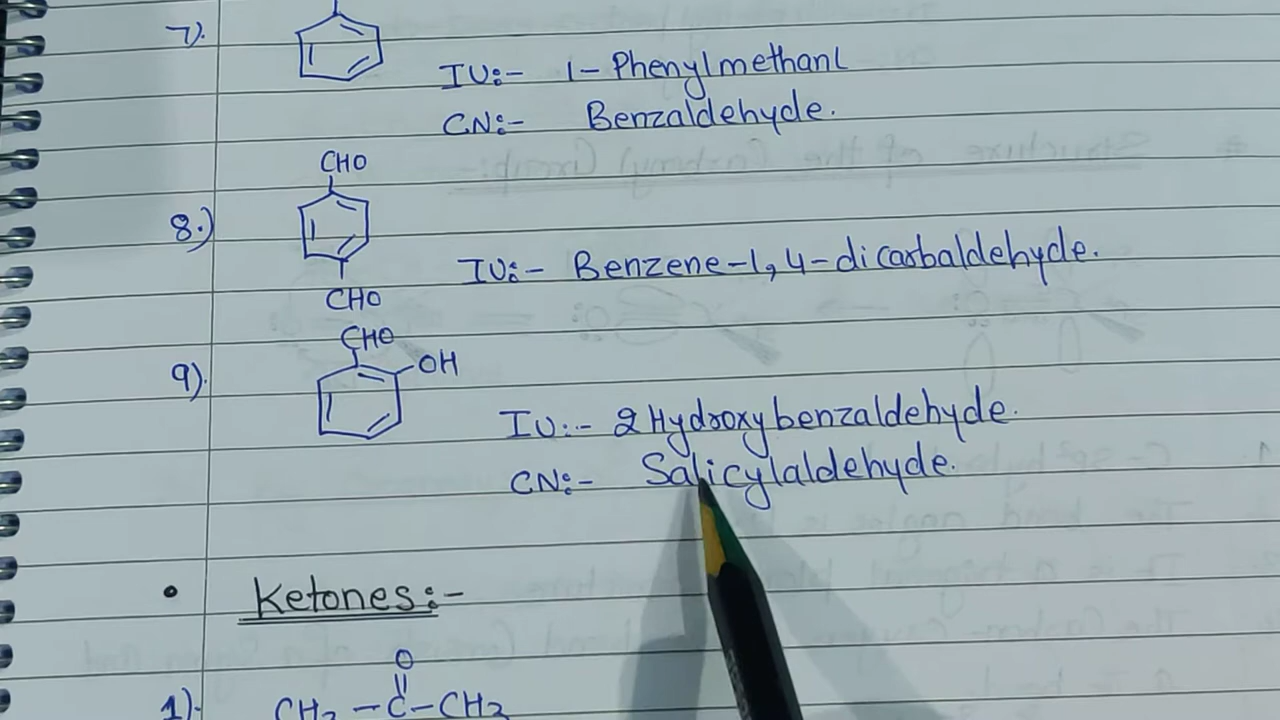 7).
IU:- 1-Phenylmethanl
CN:- Benzaldehyde.
CHO
8.)
IU:- Benzene-1,4-dicarbaldehyde.
CHO
CHO
OH
9).
IU:- 2Hydroxybenzaldehyde.
CN:- Salicylaldehyde.
• Ketones:-
O
1). CH3-C-CH3